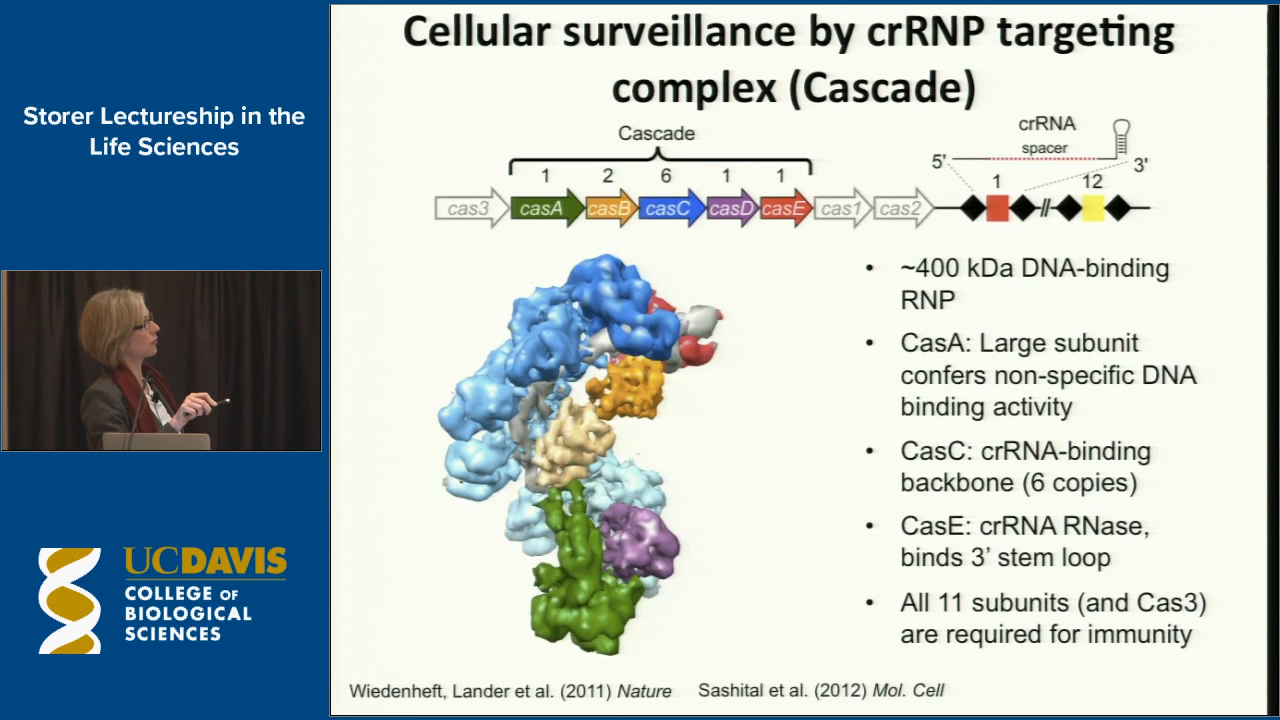 Storer Lectureship in the
Life Sciences
UCDAVIS
COLLEGE OF
BIOLOGICAL
SCIENCES
Cellular surveillance by crRNP targeting
complex (Cascade)
Cascade
1 2 6 1 1
cas3 casA casB casC casD casE cas1 cas2
crRNA
spacer
5' 3'
1 // 12
• ~400 kDa DNA-binding
RNP
• CasA: Large subunit
confers non-specific DNA
binding activity
• CasC: crRNA-binding
backbone (6 copies)
• CasE: crRNA RNase,
binds 3’ stem loop
• All 11 subunits (and Cas3)
are required for immunity
Wiedenheft, Lander et al. (2011) Nature Sashital et al. (2012) Mol. Cell